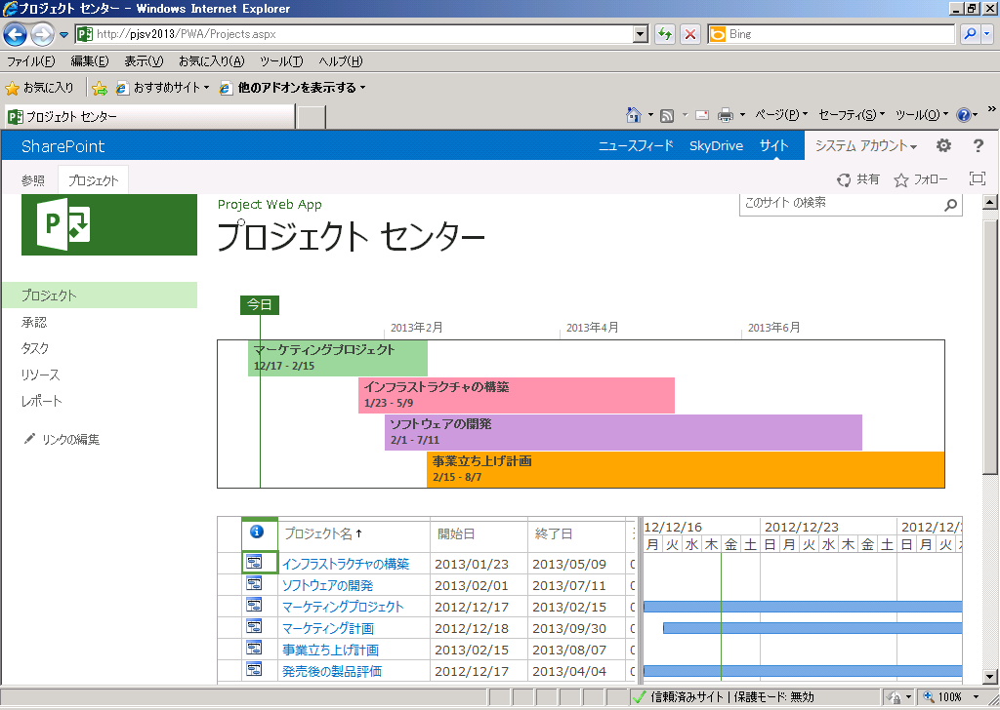 プロジェクト センター - Windows Internet Explorer
http://pjsv2013/PWA/Projects.aspx
Bing
ファイル(F) 編集(E) 表示(V) お気に入り(A) ツール(T) ヘルプ(H)
お気に入り おすすめサイト 他のアドオンを表示する
プロジェクト センター ページ(P) セーフティ(S) ツール(O) »
SharePoint ニュースフィード SkyDrive サイト システム アカウント ?
参照 プロジェクト 共有 フォロー
P Project Web App このサイト の検索
プロジェクト センター
プロジェクト
承認
タスク
リソース
レポート
リンクの編集
今日
2013年2月 2013年4月 2013年6月
マーケティングプロジェクト
12/17 - 2/15
インフラストラクチャの構築
1/23 - 5/9
ソフトウェアの開発
2/1 - 7/11
事業立ち上げ計画
2/15 - 8/7
プロジェクト名↑ 開始日 終了日
12/12/16 2012/12/23 2012/12/
月 火 水 木 金 土 日 月 火 水 木 金 土 日 月 火
インフラストラクチャの構築 2013/01/23 2013/05/09
ソフトウェアの開発 2013/02/01 2013/07/11
マーケティングプロジェクト 2012/12/17 2013/02/15
マーケティング計画 2012/12/18 2013/09/30
事業立ち上げ計画 2013/02/15 2013/08/07
発売後の製品評価 2012/12/17 2013/04/04
信頼済みサイト | 保護モード: 無効 100%